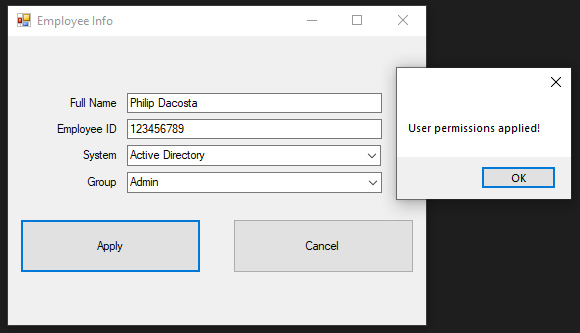 Employee Info
Full Name Philip Dacosta
Employee ID 123456789
System Active Directory
Group Admin
Apply Cancel
User permissions applied!
OK